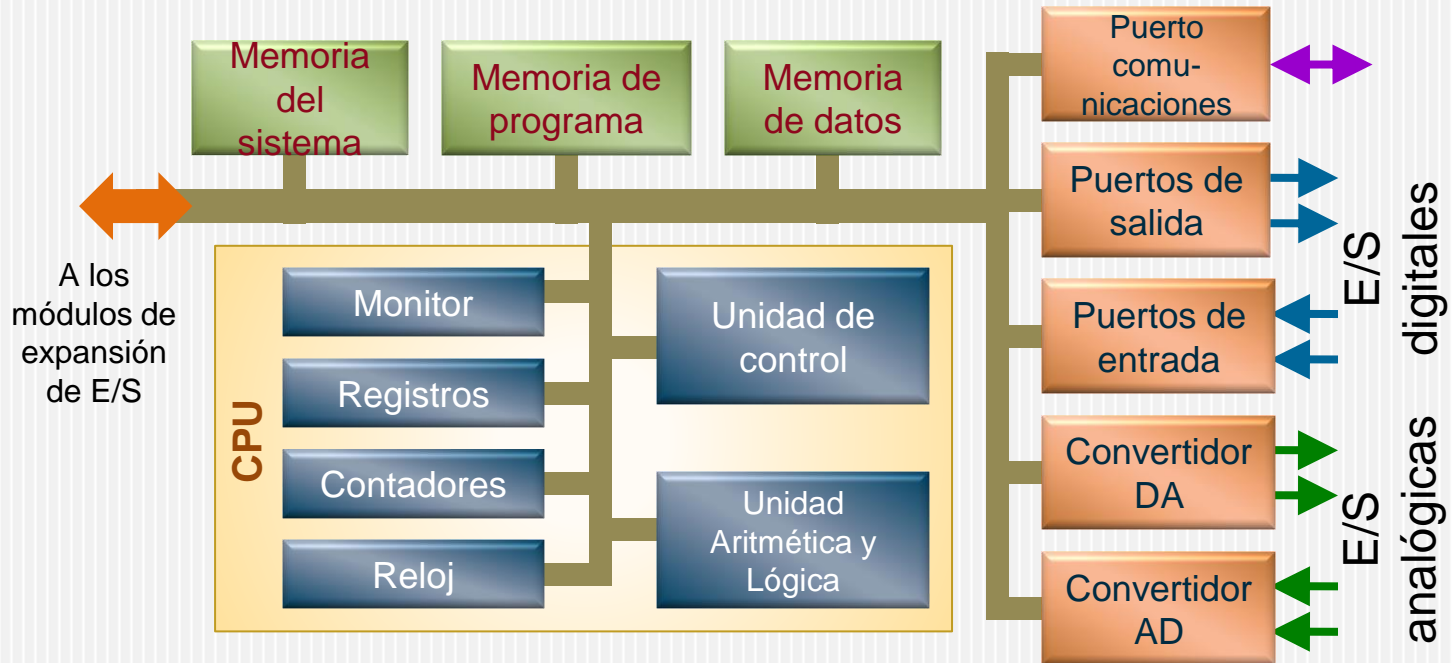 Memoria
del
sistema
Memoria de
programa
Memoria
de datos
Puerto
comu-
nicaciones
Puertos de
salida
Puertos de
entrada
Convertidor
DA
Convertidor
AD
E/S
digitales
E/S
analógicas
A los
módulos de
expansión
de E/S
CPU
Monitor
Registros
Contadores
Reloj
Unidad de
control
Unidad
Aritmética y
Lógica